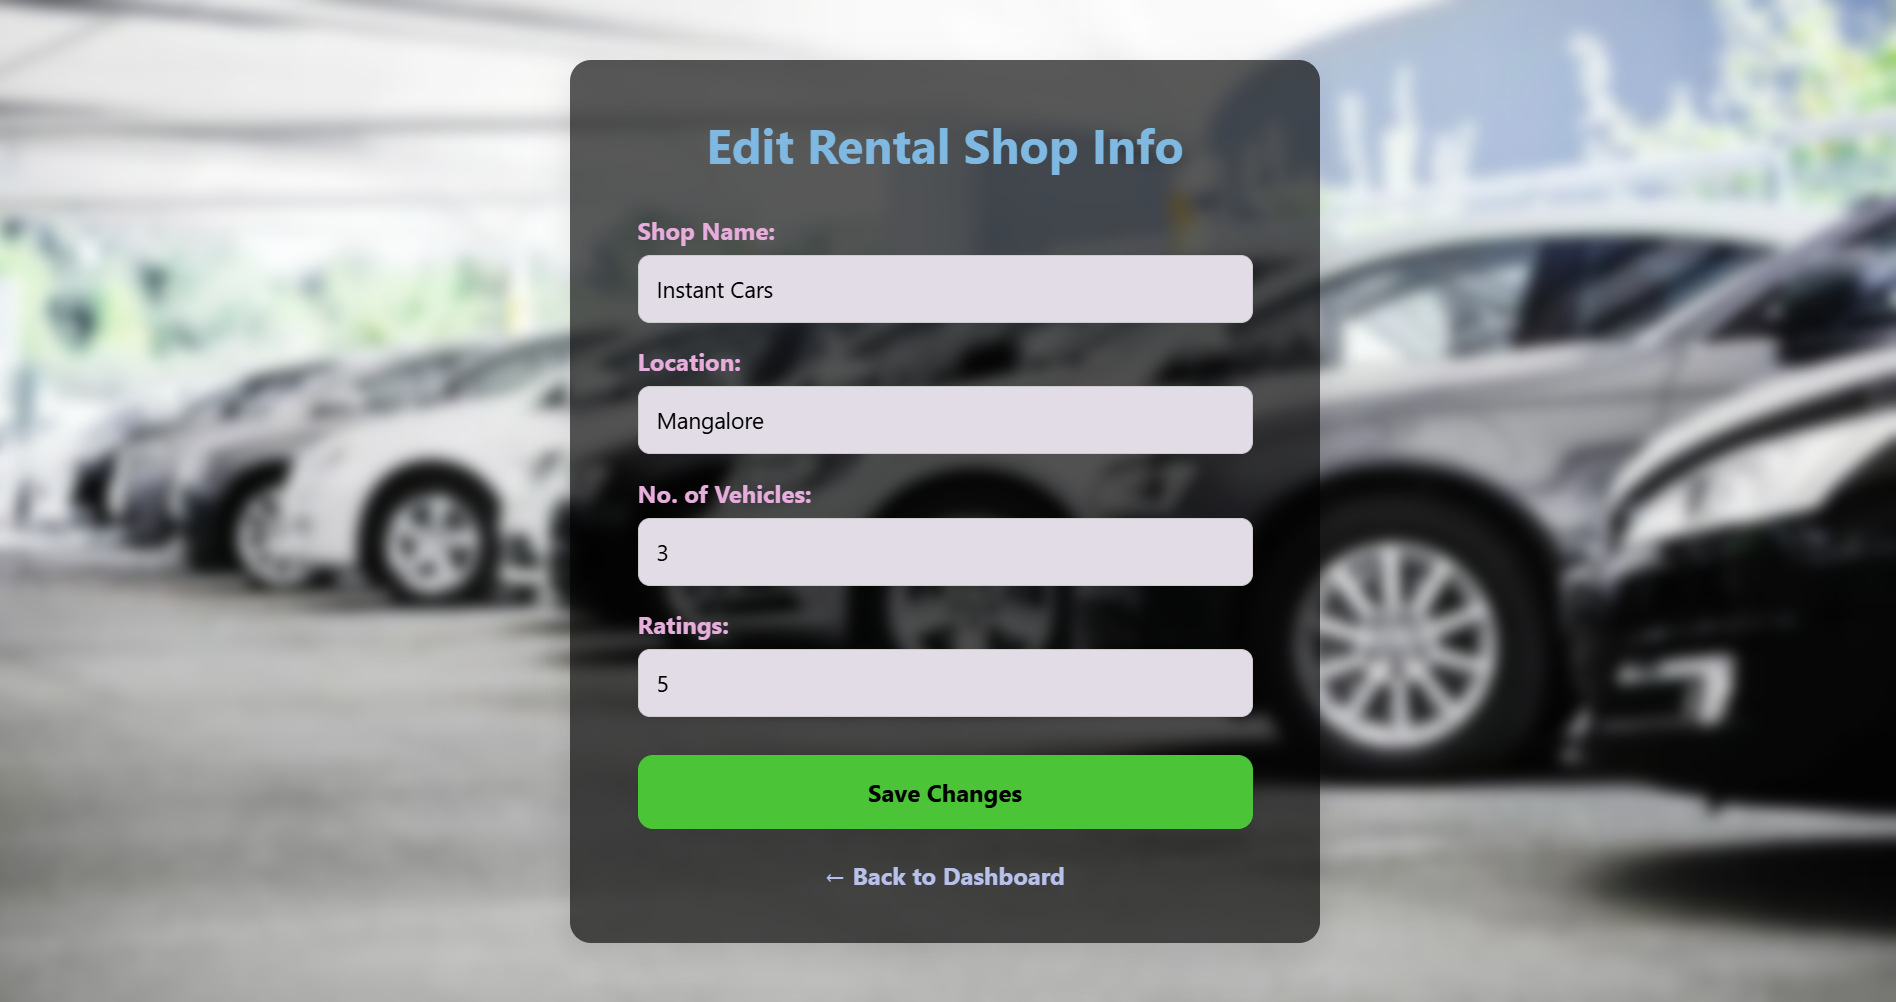 Edit Rental Shop Info
Shop Name:
Instant Cars
Location:
Mangalore
No. of Vehicles:
3
Ratings:
5
Save Changes
← Back to Dashboard